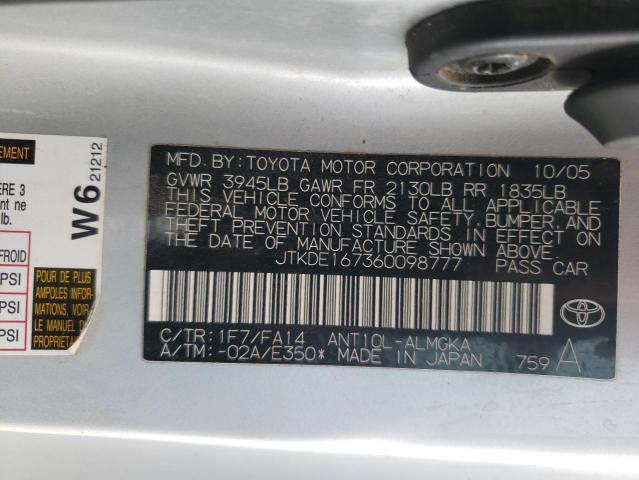 EMENT
ÈRE 3
nt ne
lb.
FROID
PSI
PSI
PSI
POUR DE PLUS
AMPLES INFOR-
MATIONS, VOIR
LE MANUEL DU
W6
21212
MFD. BY: TOYOTA MOTOR CORPORATION 10/05
GVWR 3945LB GAWR FR 2130LB RR 1835LB
THIS VEHICLE CONFORMS TO ALL APPLICABLE
FEDERAL MOTOR VEHICLE SAFETY, BUMPER, AND
THEFT PREVENTION STANDARDS IN EFFECT ON
THE DATE OF MANUFACTURE SHOWN ABOVE.
JTKDE167360098777 PASS CAR
C/TR: 1F7/FA14 ANT10L-ALMGKA
A/TM: -02A/E350* MADE IN JAPAN 759 A